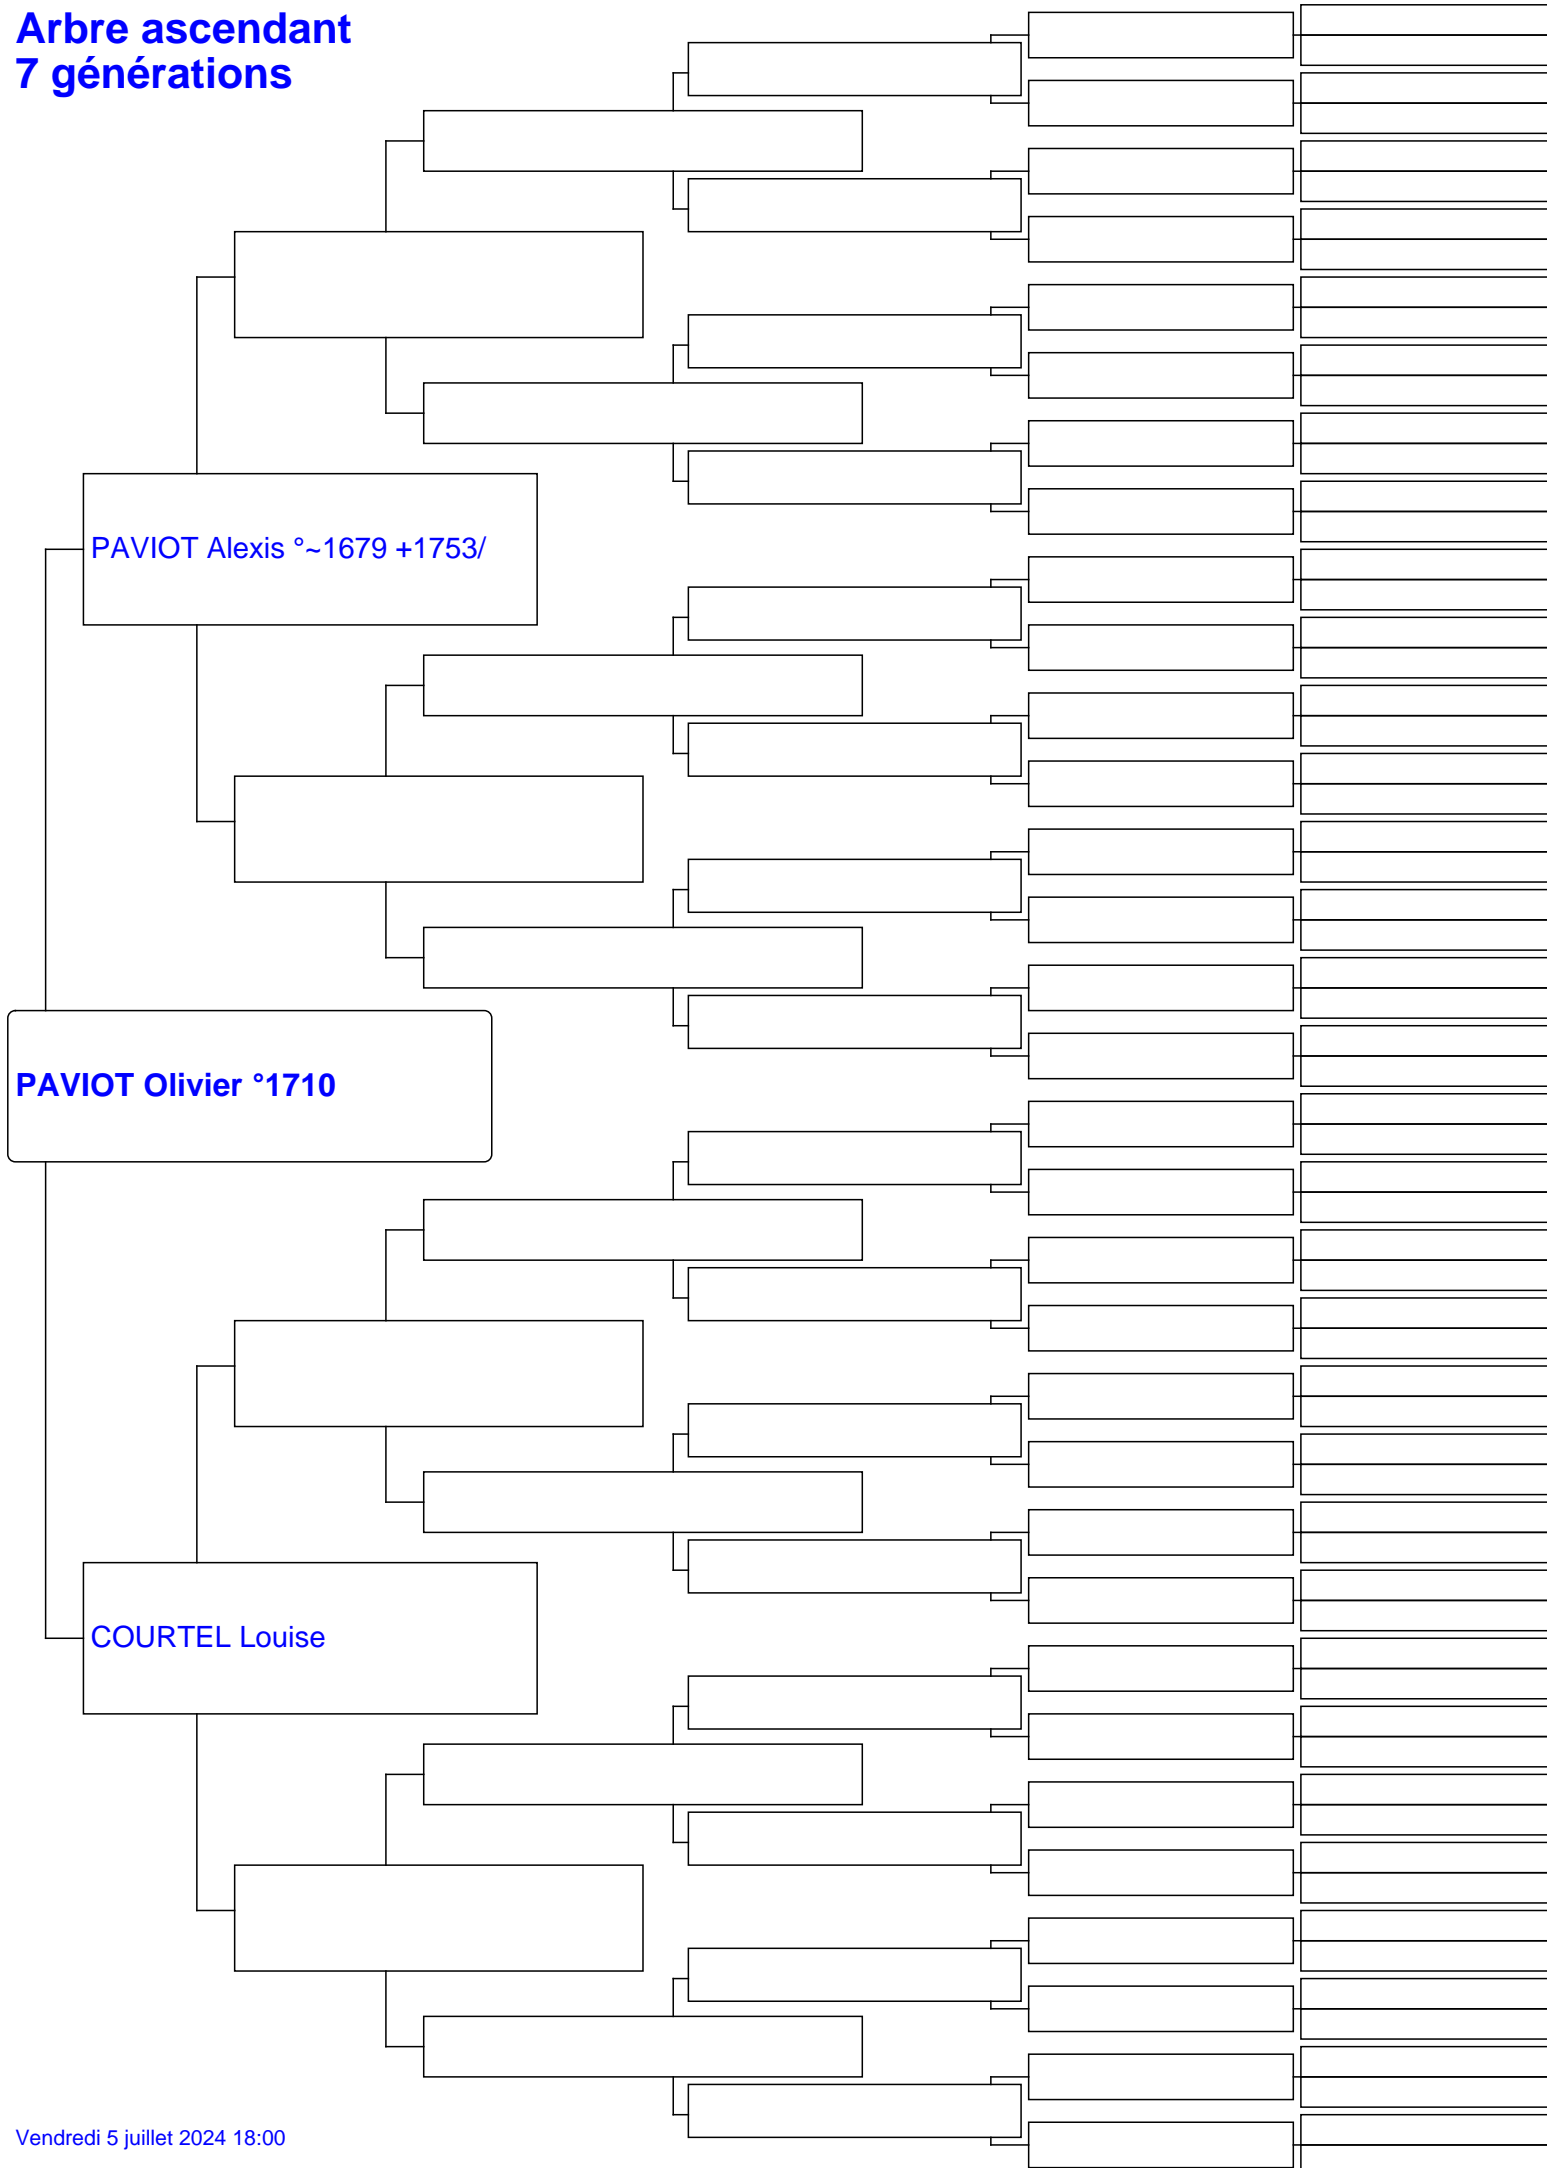 Arbre ascendant
7 générations
PAVIOT Alexis °~1679 +1753/
PAVIOT Olivier °1710
COURTEL Louise
Vendredi 5 juillet 2024 18:00